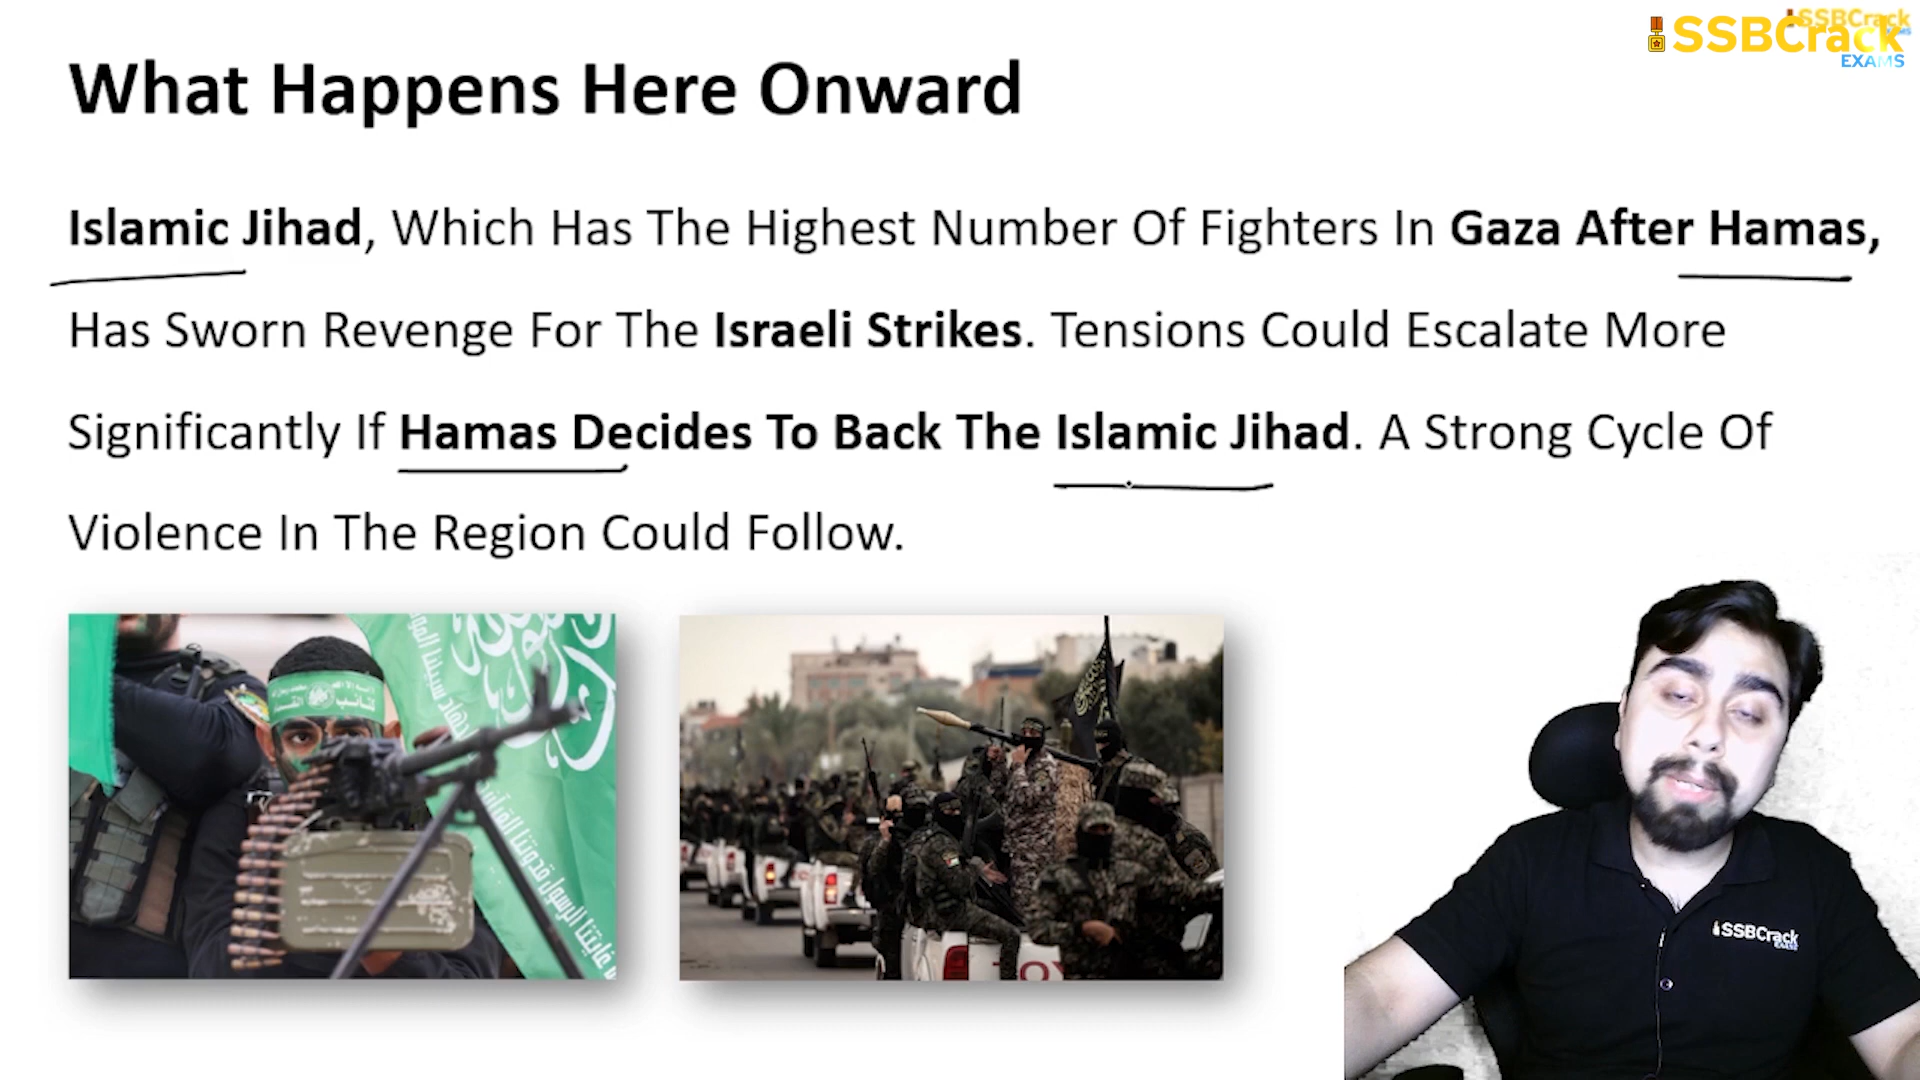 SSBCrack
EXAMS
SSBCrack
What Happens Here Onward
Islamic Jihad, Which Has The Highest Number Of Fighters In Gaza After Hamas,
Has Sworn Revenge For The Israeli Strikes. Tensions Could Escalate More
Significantly If Hamas Decides To Back The Islamic Jihad. A Strong Cycle Of
Violence In The Region Could Follow.
SSBCrack